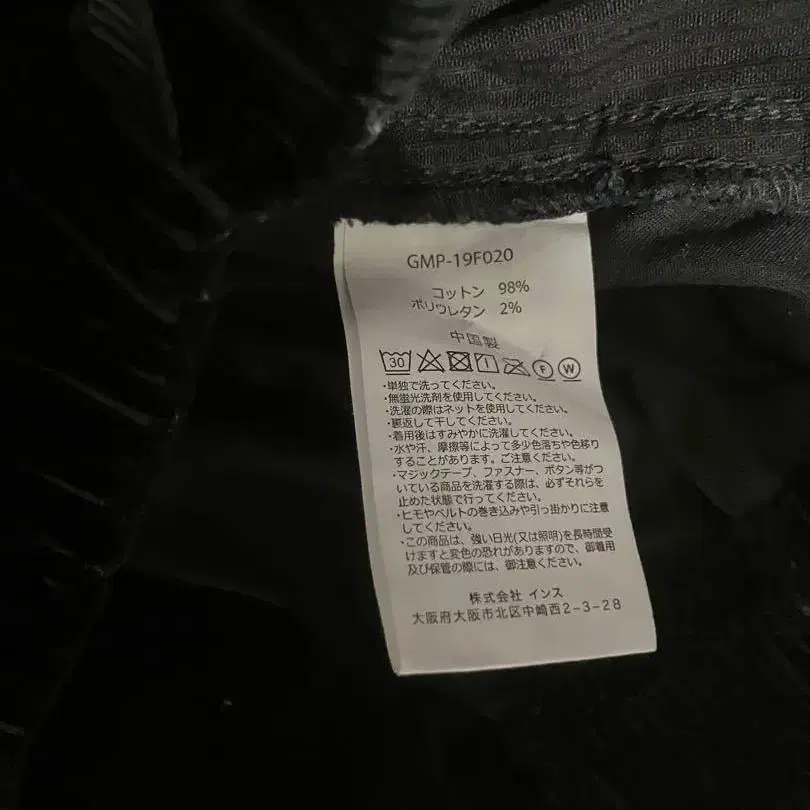 GMP-19F020
コットン 98%
ポリウレタン 2%
中国製
30 F W
・単独で洗ってください。
・無蛍光洗剤を使用してください。
・洗濯の際はネットを使用してください。
・裏返して干してください。
・着用後はすみやかに洗濯してください。
・水や汗、摩擦等によって多少色落ちや色移り
することがあります。ご注意ください。
・マジックテープ、ファスナー、ボタン等がつ
いている商品を洗濯する際は、必ずそれらを
止めた状態で行ってください。
・ヒモやベルトの巻き込みや引っ掛かりに注意
してください。
・この商品は、強い日光(又は照明)を長時間受
けますと変色の恐れがありますので、御着用
及び保管の際には、御注意ください。
株式会社 インス
大阪府大阪市北区中崎西2-3-28